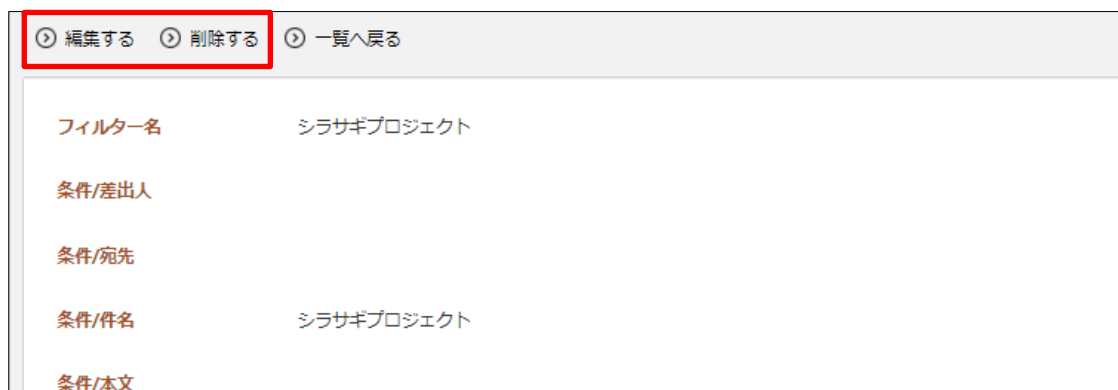 編集する 削除する 一覧へ戻る
フィルター名 シラサギプロジェクト
条件/差出人
条件/宛先
条件/件名 シラサギプロジェクト
条件/本文